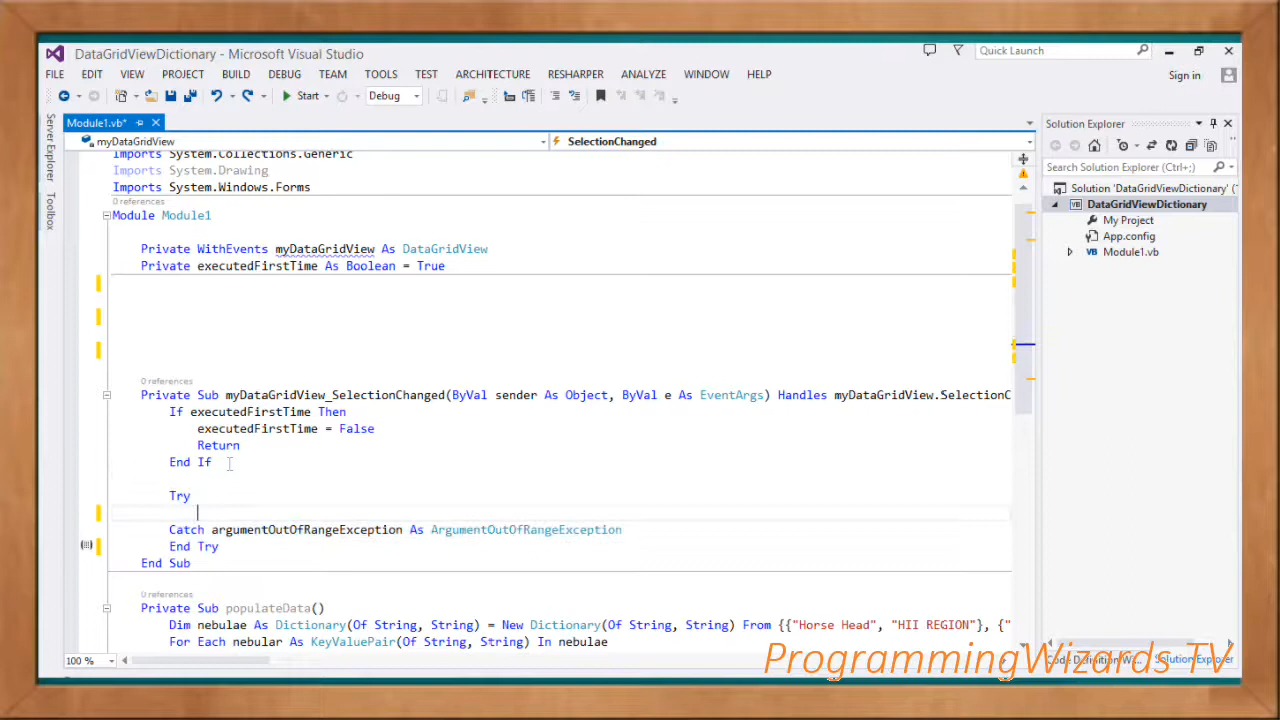 DataGridViewDictionary - Microsoft Visual Studio
Quick Launch
FILE EDIT VIEW PROJECT BUILD DEBUG TEAM TOOLS TEST ARCHITECTURE RESHARPER ANALYZE WINDOW HELP
Sign in
Start Debug
Server Explorer
Toolbox
Module1.vb*
myDataGridView SelectionChanged
Imports System.Collections.Generic
Imports System.Drawing
Imports System.Windows.Forms
0 references
Module Module1
Private WithEvents myDataGridView As DataGridView
Private executedFirstTime As Boolean = True
0 references
Private Sub myDataGridView_SelectionChanged(ByVal sender As Object, ByVal e As EventArgs) Handles myDataGridView.SelectionC
If executedFirstTime Then
executedFirstTime = False
Return
End If
Try
Catch argumentOutOfRangeException As ArgumentOutOfRangeException
End Try
End Sub
0 references
Private Sub populateData()
Dim nebulae As Dictionary(Of String, String) = New Dictionary(Of String, String) From {{"Horse Head", "HII REGION"}, {"
For Each nebular As KeyValuePair(Of String, String) In nebulae
100 %
Solution Explorer
Search Solution Explorer (Ctrl+;)
Solution 'DataGridViewDictionary' (
DataGridViewDictionary
My Project
App.config
Module1.vb
Code Definition W... Solution Explorer
ProgrammingWizards TV